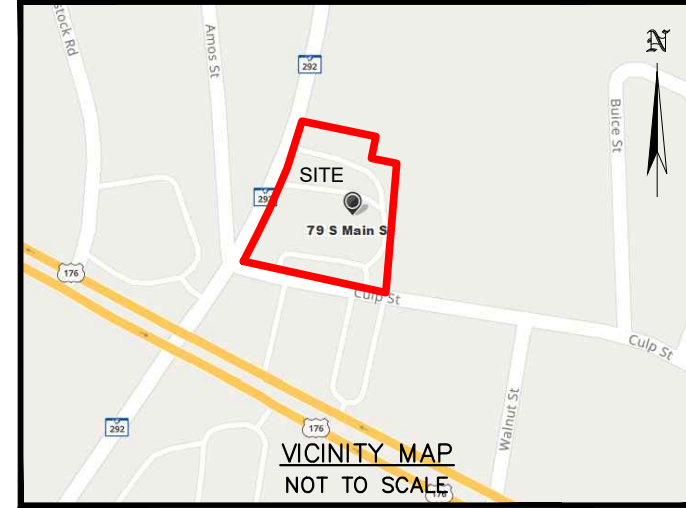 stock Rd
Amos St
292
N
Buice St
SITE
292
79 S Main S
176
Culp St
Culp St
Walnut St
292
176
VICINITY MAP
NOT TO SCALE
176